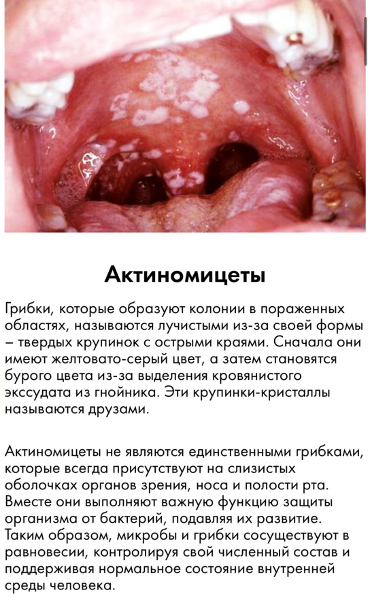 Актиномицеты
Грибки, которые образуют колонии в пораженных
областях, называются лучистыми из-за своей формы
– твердых крупинок с острыми краями. Сначала они
имеют желтовато-серый цвет, а затем становятся
бурого цвета из-за выделения кровянистого
экссудата из гнойника. Эти крупинки-кристаллы
называются друзами.
Актиномицеты не являются единственными грибками,
которые всегда присутствуют на слизистых
оболочках органов зрения, носа и полости рта.
Вместе они выполняют важную функцию защиты
организма от бактерий, подавляя их развитие.
Таким образом, микробы и грибки сосуществуют в
равновесии, контролируя свой численный состав и
поддерживая нормальное состояние внутренней
среды человека.